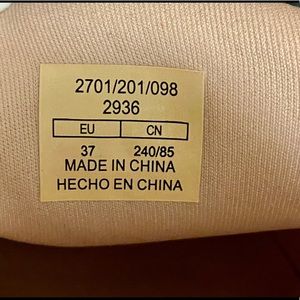 2701/201/098
2936
EU CN
37 240/85
MADE IN CHINA
HECHO EN CHINA